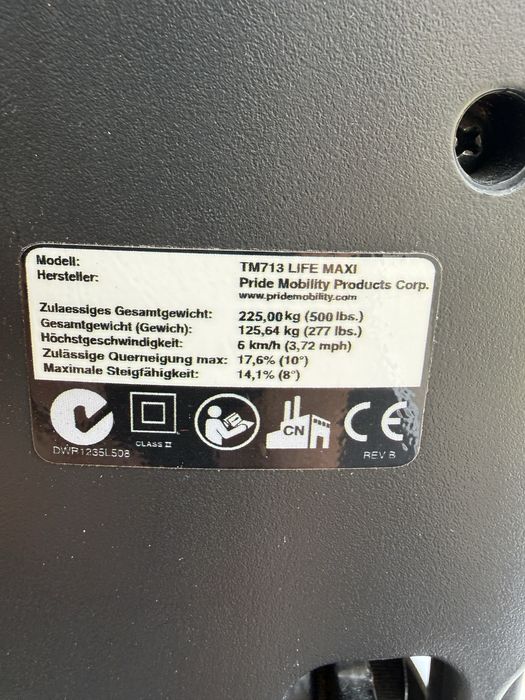 Modell: TM713 LIFE MAXI
Hersteller: Pride Mobility Products Corp.
www.pridemobility.com
Zulaessiges Gesamtgewicht: 225,00 kg (500 lbs.)
Gesamtgewicht (Gewich): 125,64 kg (277 lbs.)
Höchstgeschwindigkeit: 6 km/h (3,72 mph)
Zulässige Querneigung max: 17,6% (10°)
Maximale Steigfähigkeit: 14,1% (8°)
CLASS II
CN
CE
DWR1235L508
REV B